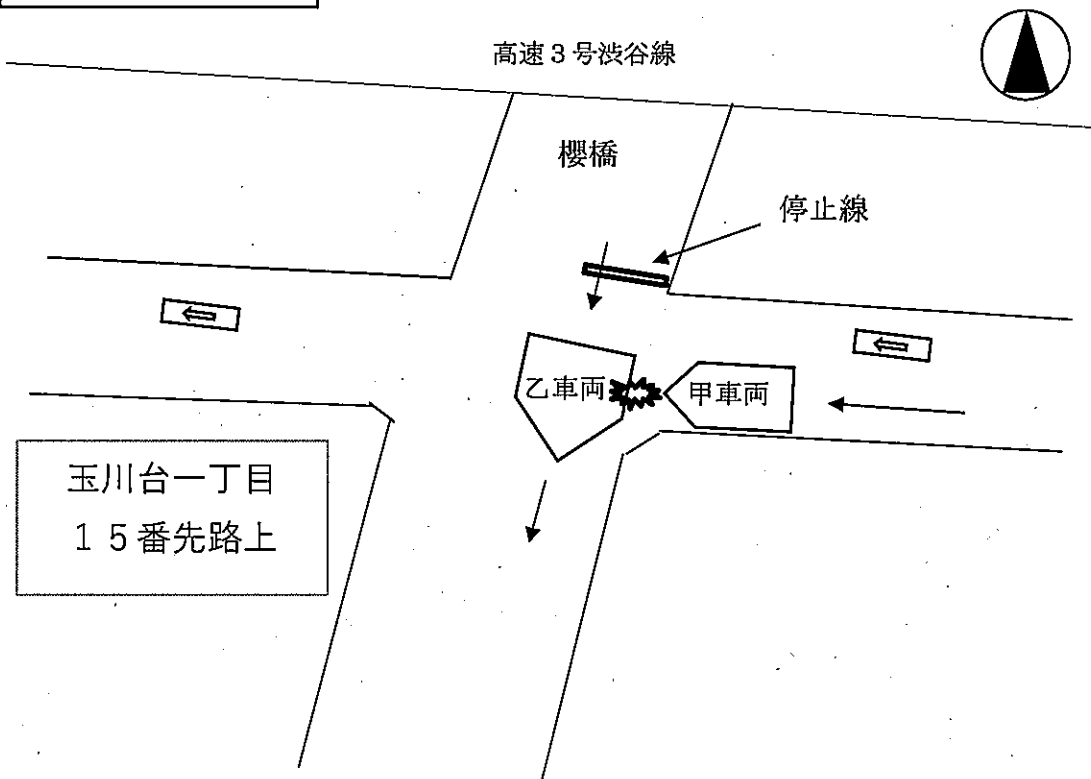 高速３号渋谷線
櫻橋
停止線
乙車両
甲車両
玉川台一丁目
１５番先路上